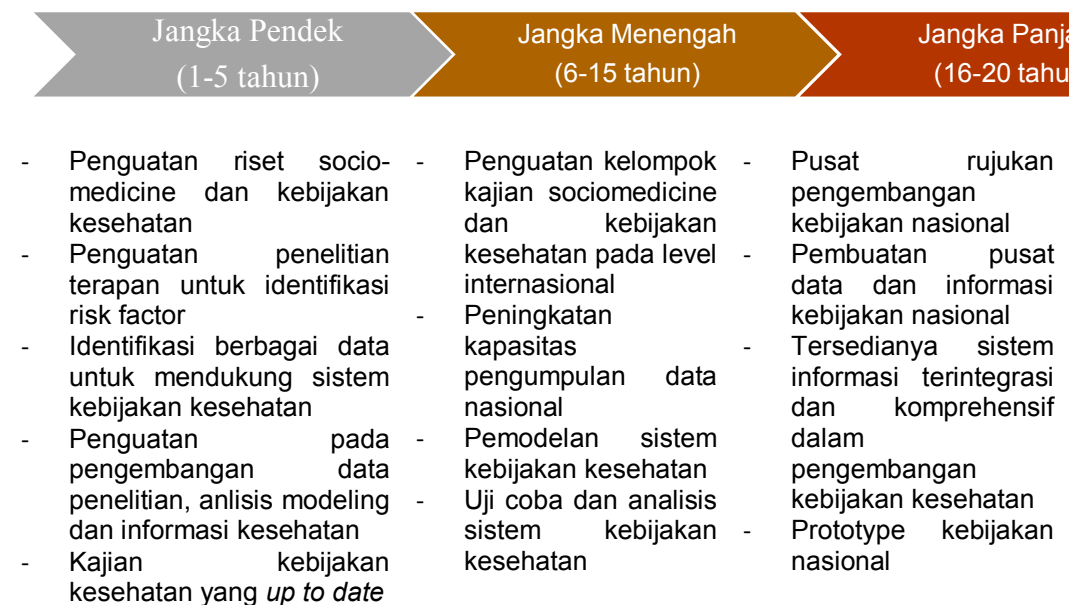 Jangka Pendek
(1-5 tahun)
Jangka Menengah
(6-15 tahun)
Jangka
(16-20
- Penguatan riset socio-
medicine dan kebijakan
kesehatan
- Penguatan penelitian
terapan untuk identifikasi
risk factor
- Identifikasi berbagai data
untuk mendukung sistem
kebijakan kesehatan
- Penguatan pada
pengembangan data
penelitian, anlisis modeling
dan informasi kesehatan
- Kajian kebijakan
kesehatan yang up to date
- Penguatan kelompok
kajian sociomedicine
dan kebijakan
kesehatan pada level
internasional
- Peningkatan
kapasitas
pengumpulan data
nasional
- Pemodelan sistem
kebijakan kesehatan
- Uji coba dan analisis
sistem kebijakan
kesehatan
- Pusat rujukan
pengembangan
kebijakan nasional
- Pembuatan pusat
data dan informasi
kebijakan nasional
- Tersedianya sistem
informasi terintegrasi
dan komprehensif
dalam
pengembangan
kebijakan kesehatan
- Prototype kebijakan
nasional